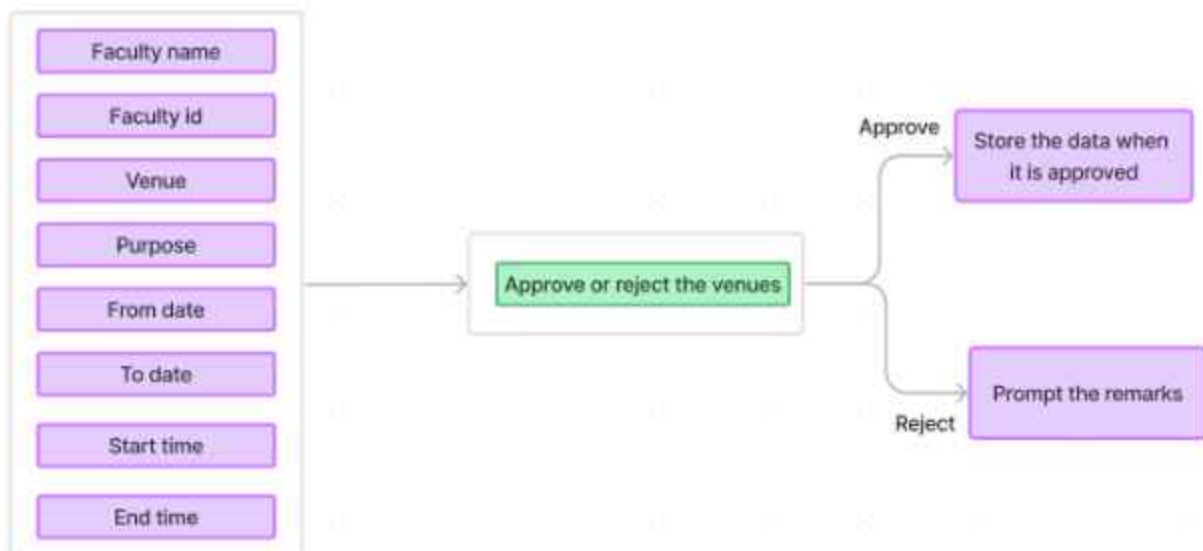 Faculty name
Faculty id
Venue
Purpose
From date
To date
Start time
End time
Approve or reject the venues
Approve
Store the data when
it is approved
Reject
Prompt the remarks